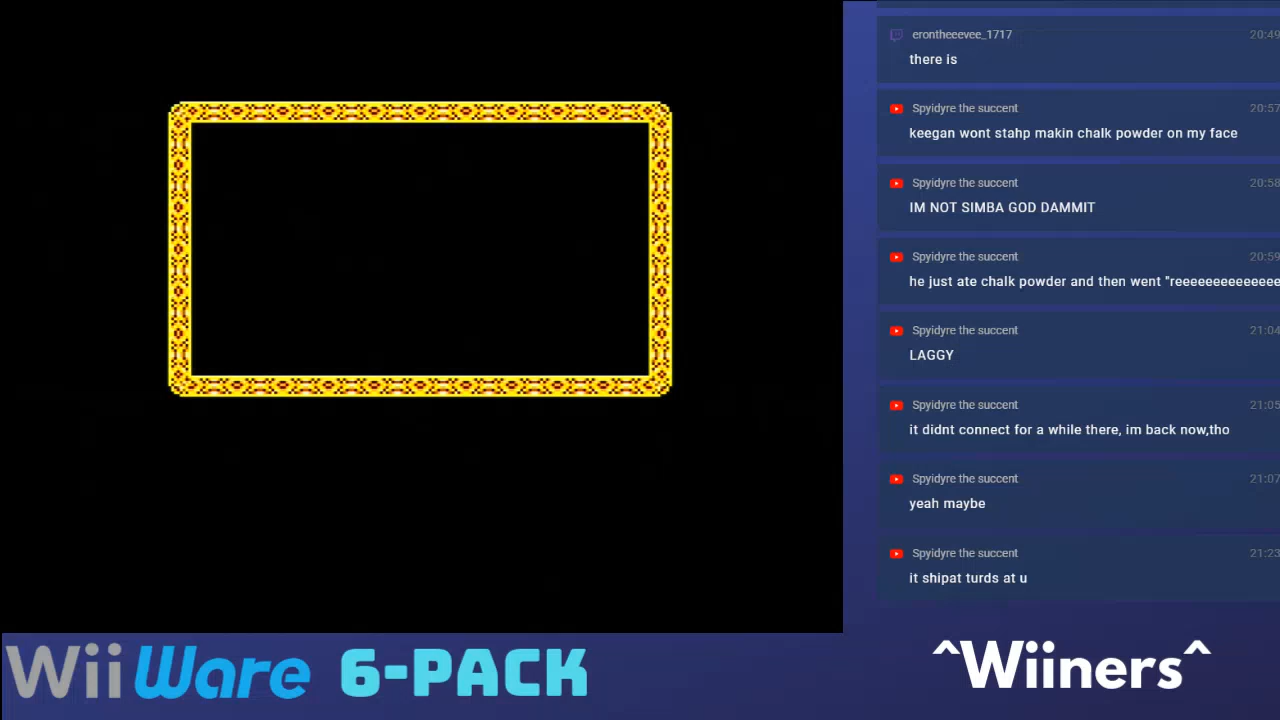 erontheeevee_1717 20:49
there is
Spyidyre the succent 20:57
keegan wont stahp makin chalk powder on my face
Spyidyre the succent 20:58
IM NOT SIMBA GOD DAMMIT
Spyidyre the succent 20:59
he just ate chalk powder and then went "reeeeeeeeeeeeee
Spyidyre the succent 21:04
LAGGY
Spyidyre the succent 21:05
it didnt connect for a while there, im back now,tho
Spyidyre the succent 21:07
yeah maybe
Spyidyre the succent 21:23
it shipat turds at u
WiiWare 6-PACK
^Wiiners^